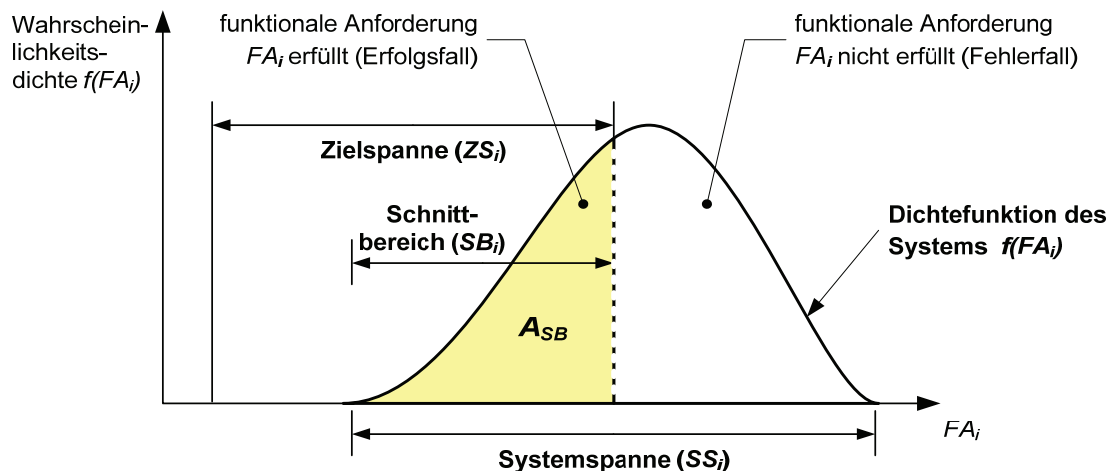 Wahrschein-
lichkeits-
dichte f(FAi)
funktionale Anforderung
FAi erfüllt (Erfolgsfall)
funktionale Anforderung
FAi nicht erfüllt (Fehlerfall)
Zielspanne (ZSi)
Schnitt-
bereich (SBi)
Dichtefunktion des
Systems f(FAi)
ASB
FAi
Systemspanne (SSi)